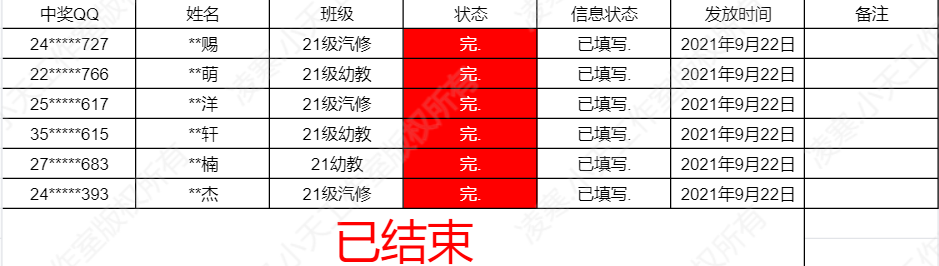 中奖QQ 姓名 班级 状态 信息状态 发放时间 备注
24*****727 **赐 21级汽修 完. 已填写. 2021年9月22日
22*****766 **萌 21级幼教 完. 已填写. 2021年9月22日
25*****617 **洋 21级汽修 完. 已填写. 2021年9月22日
35*****615 **轩 21级幼教 完. 已填写. 2021年9月22日
27*****683 **楠 21幼教 完. 已填写. 2021年9月22日
24*****393 **杰 21级汽修 完. 已填写. 2021年9月22日
已结束
凌寒小天工作室版权所有